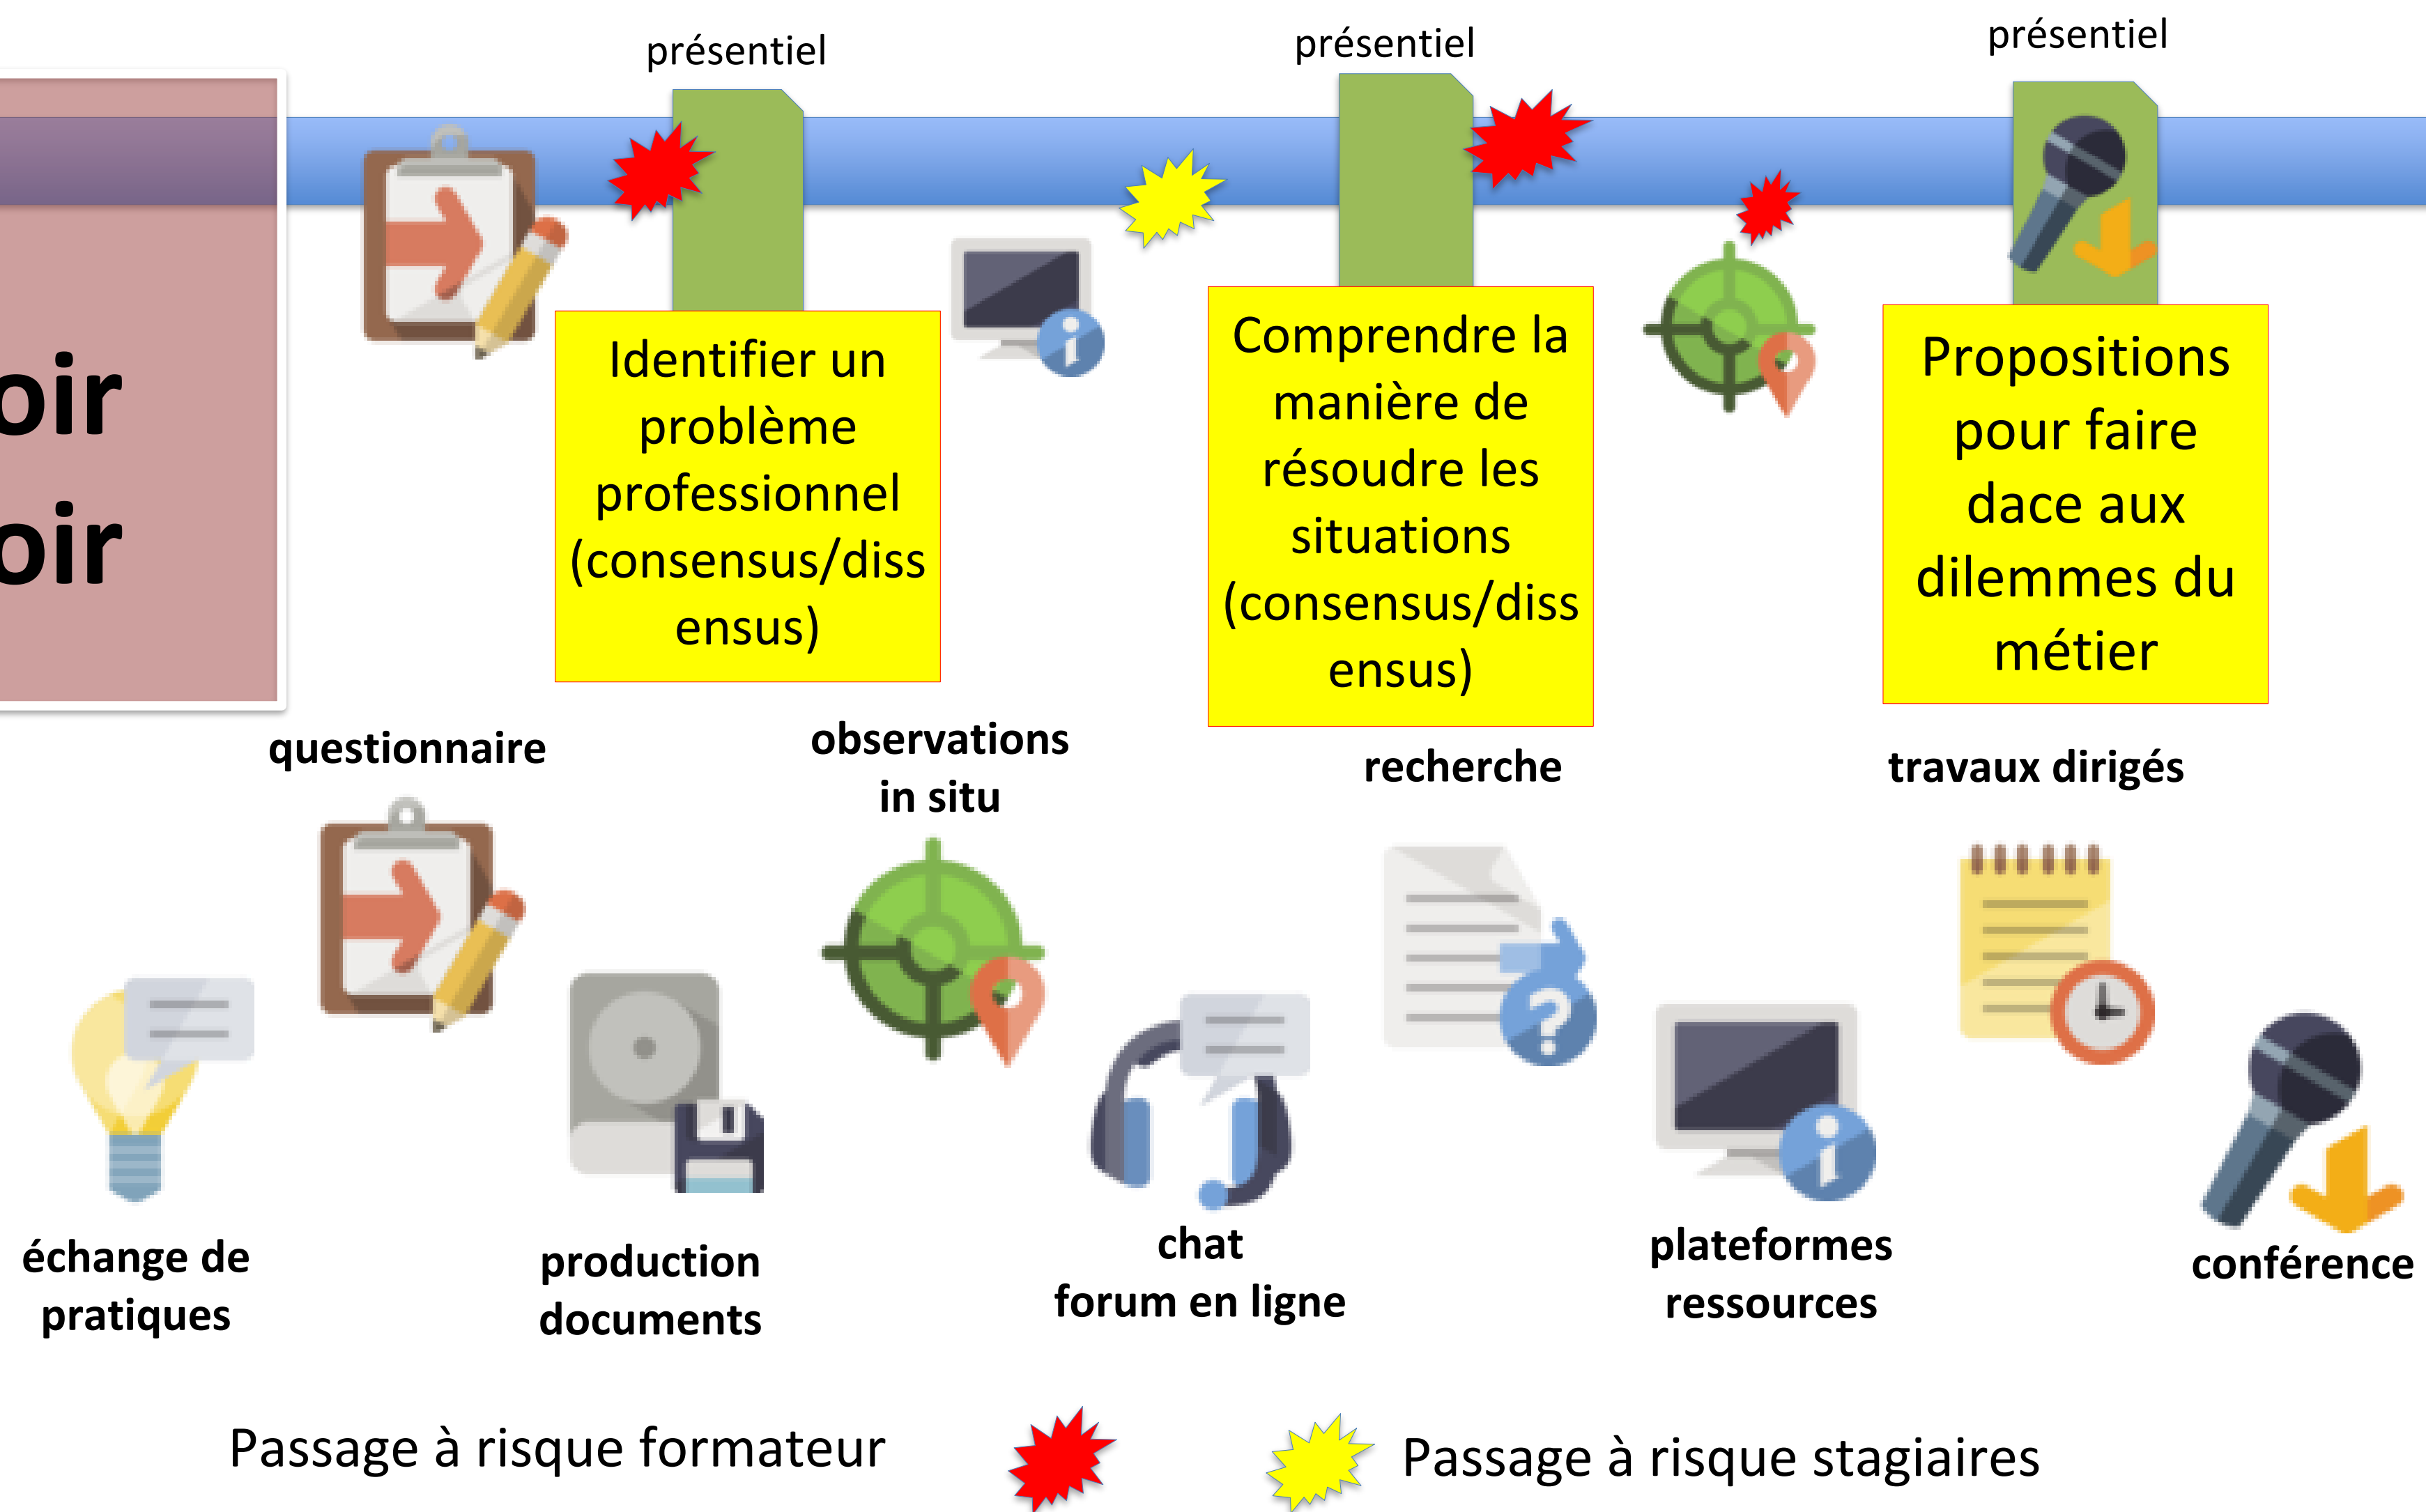 présentiel
présentiel
présentiel
oir
oir
Identifier un
problème
professionnel
(consensus/diss
ensus)
Comprendre la
manière de
résoudre les
situations
(consensus/diss
ensus)
Propositions
pour faire
dace aux
dilemmes du
métier
questionnaire
observations
in situ
recherche
travaux dirigés
échange de
pratiques
production
documents
chat
forum en ligne
plateformes
ressources
conférence
Passage à risque formateur
Passage à risque stagiaires